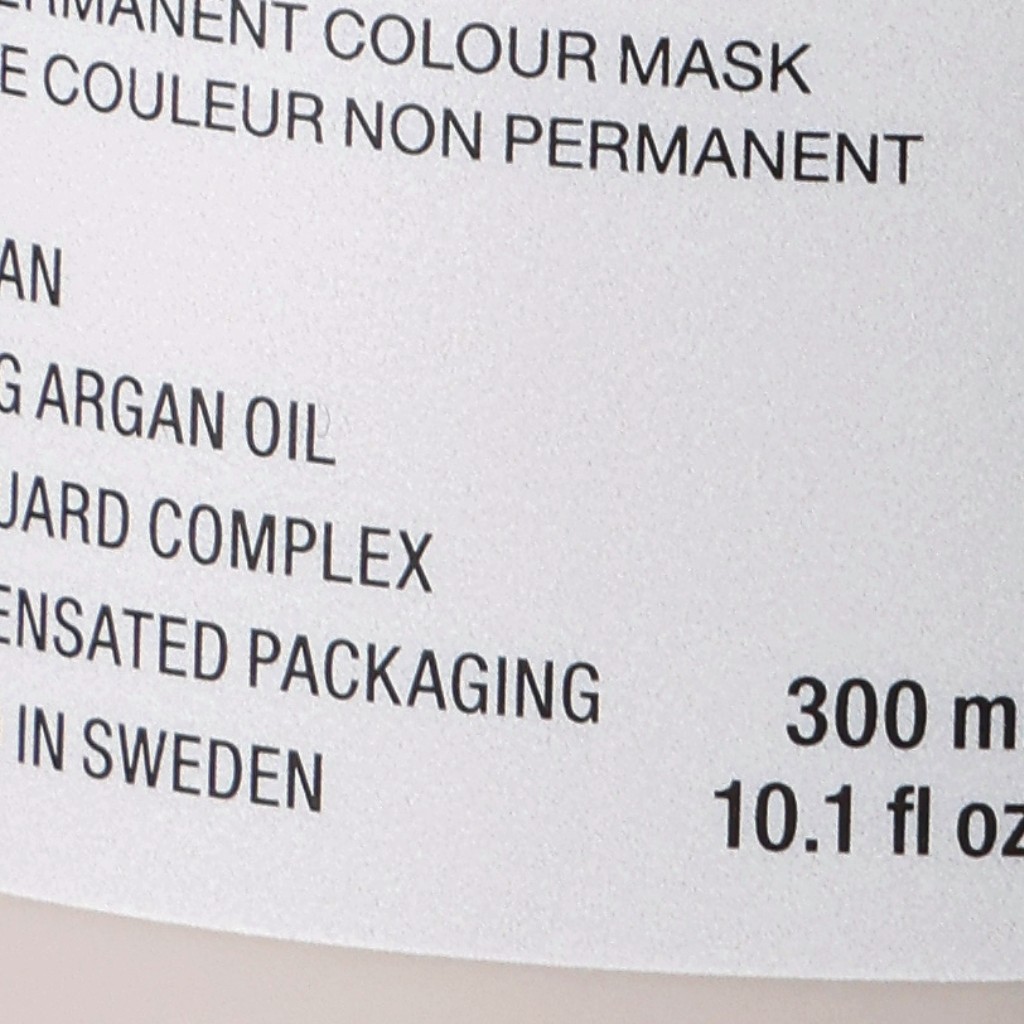 ERMANENT COLOUR MASK
E COULEUR NON PERMANENT
AN
G ARGAN OIL
UARD COMPLEX
ENSATED PACKAGING
IN SWEDEN
300 m
10.1 fl oz